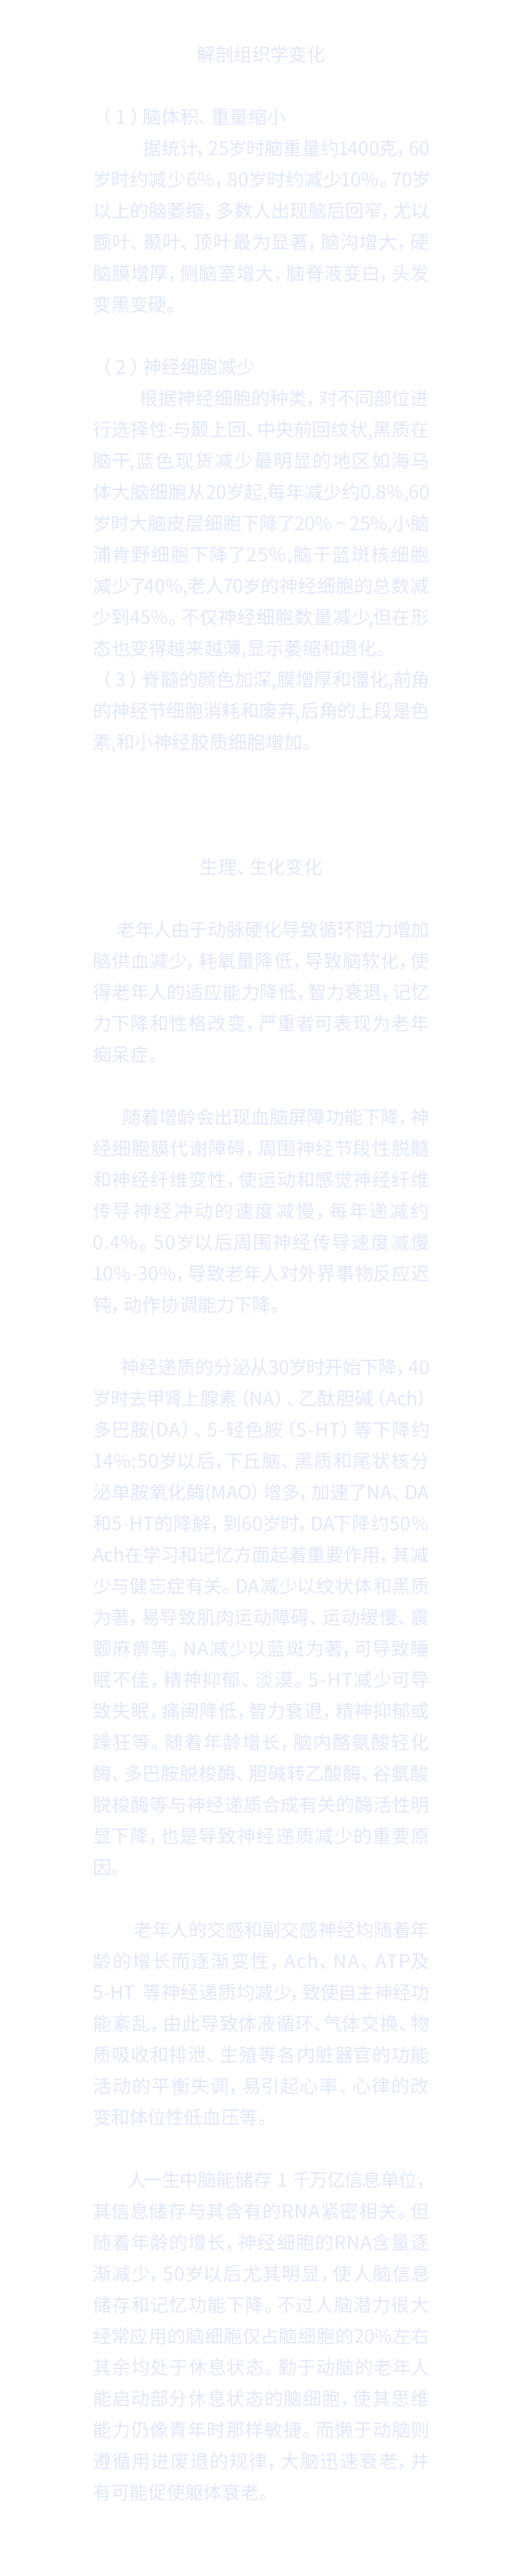 解剖组织学变化
（1）脑体积、重量缩小
据统计，25岁时脑重量约1400克，60
岁时约减少6%，80岁时约减少10%。70岁
以上的脑萎缩，多数人出现脑后回窄，尤以
额叶、颞叶、顶叶最为显著，脑沟增大，硬
脑膜增厚，侧脑室增大，脑脊液变白，头发
变黑变硬。
（2）神经细胞减少
根据神经细胞的种类，对不同部位进
行选择性:与颞上回、中央前回纹状,黑质在
脑干,蓝色现货减少最明显的地区如海马
体大脑细胞从20岁起,每年减少约0.8%,60
岁时大脑皮层细胞下降了20%~25%,小脑
浦肯野细胞下降了25%,脑干蓝斑核细胞
减少了40%,老人70岁的神经细胞的总数减
少到45%。不仅神经细胞数量减少,但在形
态也变得越来越薄,显示萎缩和退化。
（3）脊髓的颜色加深,膜增厚和僵化,前角
的神经节细胞消耗和废弃,后角的上段是色
素,和小神经胶质细胞增加。
生理、生化变化
老年人由于动脉硬化导致循环阻力增加
脑供血减少，耗氧量降低，导致脑软化，使
得老年人的适应能力降低，智力衰退，记忆
力下降和性格改变，严重者可表现为老年
痴呆症。
随着增龄会出现血脑屏障功能下降，神
经细胞膜代谢障碍，周围神经节段性脱髓
和神经纤维变性，使运动和感觉神经纤维
传导神经冲动的速度减慢，每年递减约
0.4%。50岁以后周围神经传导速度减慢
10%-30%，导致老年人对外界事物反应迟
钝，动作协调能力下降。
神经递质的分泌从30岁时开始下降，40
岁时去甲肾上腺素（NA）、乙酰胆碱（Ach）
多巴胺(DA）、5-轻色胺（5-HT）等下降约
14%:50岁以后，下丘脑、黑质和尾状核分
泌单胺氧化酶(MAO）增多，加速了NA、DA
和5-HT的降解，到60岁时，DA下降约50%
Ach在学习和记忆方面起着重要作用，其减
少与健忘症有关。DA减少以纹状体和黑质
为著，易导致肌肉运动障碍、运动缓慢、震
颤麻痹等。NA减少以蓝斑为著，可导致睡
眠不佳，精神抑郁、淡漠。5-HT减少可导
致失眠，痛阈降低，智力衰退，精神抑郁或
躁狂等。随着年龄增长，脑内酪氨酸轻化
酶、多巴胺脱梭酶、胆碱转乙酸酶、谷氨酸
脱梭酶等与神经递质合成有关的酶活性明
显下降，也是导致神经递质减少的重要原
因。
老年人的交感和副交感神经均随着年
龄的增长而逐渐变性，Ach、NA、ATP及
5-HT 等神经递质均减少，致使自主神经功
能紊乱，由此导致体液循环、气体交换、物
质吸收和排泄、生殖等各内脏器官的功能
活动的平衡失调，易引起心率、心律的改
变和体位性低血压等。
人一生中脑能储存 1 千万亿信息单位，
其信息储存与其含有的RNA紧密相关。但
随着年龄的增长，神经细胞的RNA含量逐
渐减少，50岁以后尤其明显，使人脑信息
储存和记忆功能下降。不过人脑潜力很大
经常应用的脑细胞仅占脑细胞的20%左右
其余均处于休息状态。勤于动脑的老年人
能启动部分休息状态的脑细胞，使其思维
能力仍像青年时那样敏捷。而懒于动脑则
遵循用进废退的规律，大脑迅速衰老，并
有可能促使躯体衰老。